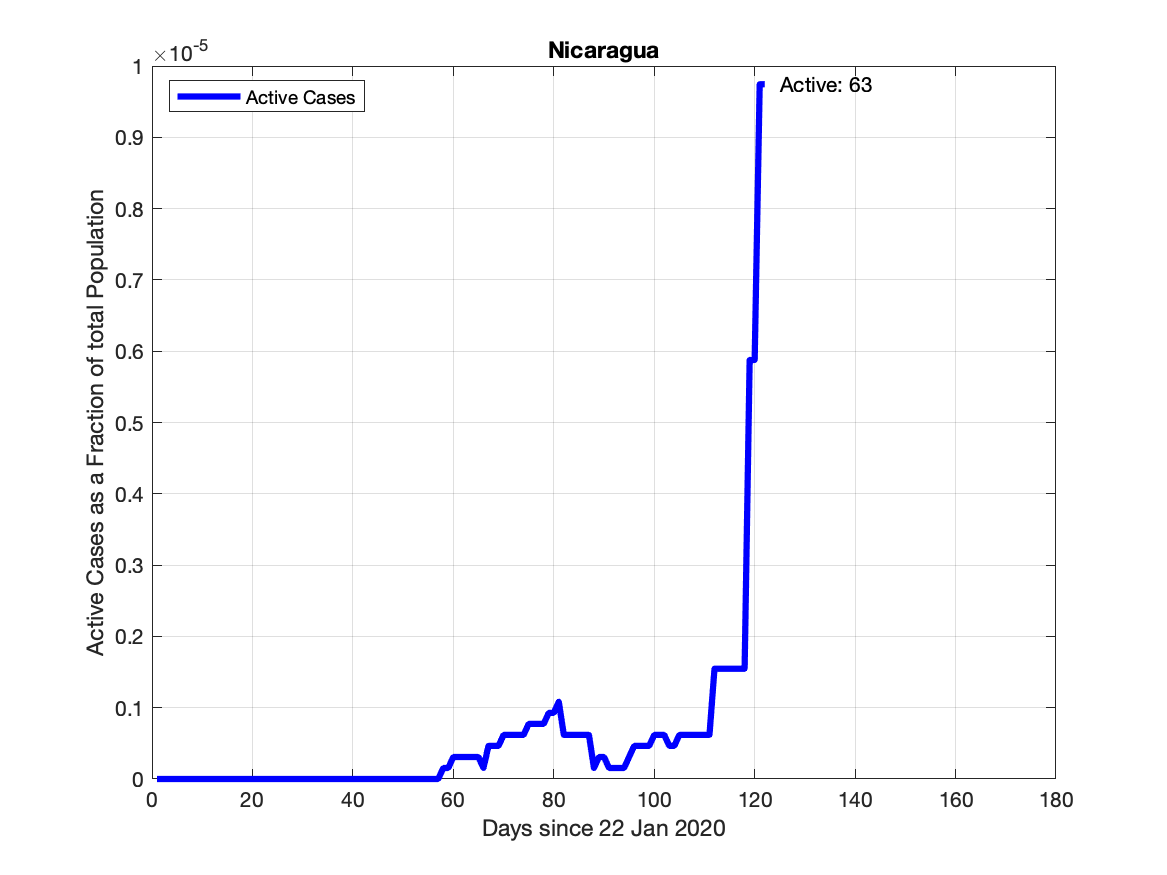 Nicaragua
×10-5
Active: 63
Active Cases
Active Cases as a Fraction of total Population
1
0.9
0.8
0.7
0.6
0.5
0.4
0.3
0.2
0.1
0
0 20 40 60 80 100 120 140 160 180
Days since 22 Jan 2020